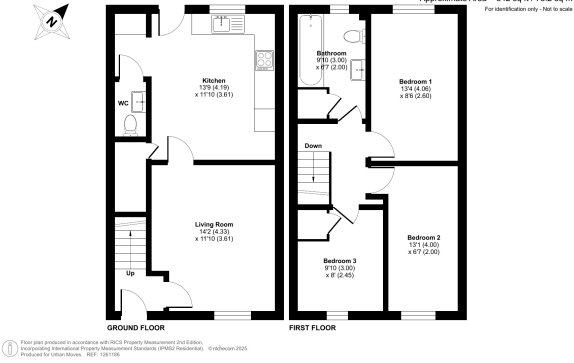 For identification only - Not to scale
N
Kitchen
13'9 (4.19)
x 11'10 (3.61)
WC
Living Room
14'2 (4.33)
x 11'10 (3.61)
Up
GROUND FLOOR
Bathroom
9'10 (3.00)
x 6'7 (2.00)
Bedroom 1
13'4 (4.06)
x 8'6 (2.60)
Down
Bedroom 2
13'1 (4.00)
x 6'7 (2.00)
Bedroom 3
9'10 (3.00)
x 8' (2.45)
FIRST FLOOR
Floor plan produced in accordance with RICS Property Measurement 2nd Edition,
Incorporating International Property Measurement Standards (IPMS2 Residential). © nichecom 2025.
Produced for Urban Moves. REF: 1261186